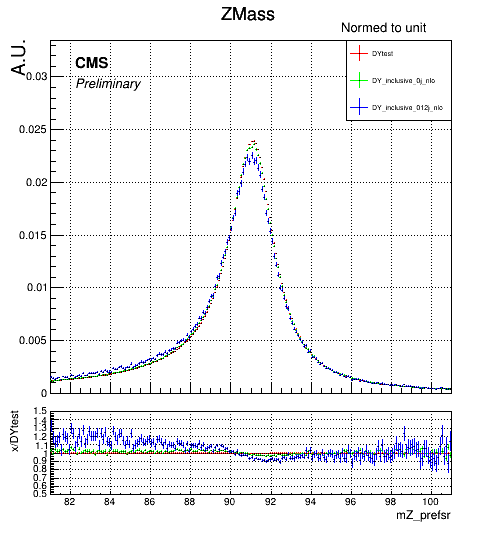 ZMass
Normed to unit
A.U.
CMS
Preliminary
DYtest
DY_inclusive_0j_nlo
DY_inclusive_012j_nlo
0.03
0.025
0.02
0.015
0.01
0.005
0
x/DYtest
1.5
1.4
1.3
1.2
1.1
1
0.9
0.8
0.7
0.6
0.5
82 84 86 88 90 92 94 96 98 100
mZ_prefsr